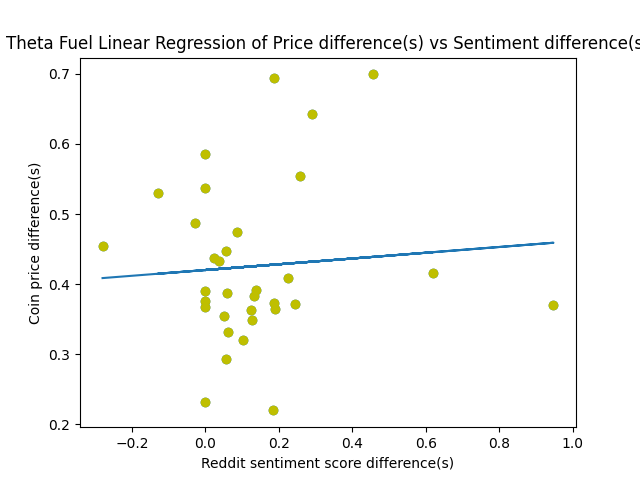 Theta Fuel Linear Regression of Price difference(s) vs Sentiment difference(s
Coin price difference(s)
0.7
0.6
0.5
0.4
0.3
0.2
−0.2 0.0 0.2 0.4 0.6 0.8 1.0
Reddit sentiment score difference(s)